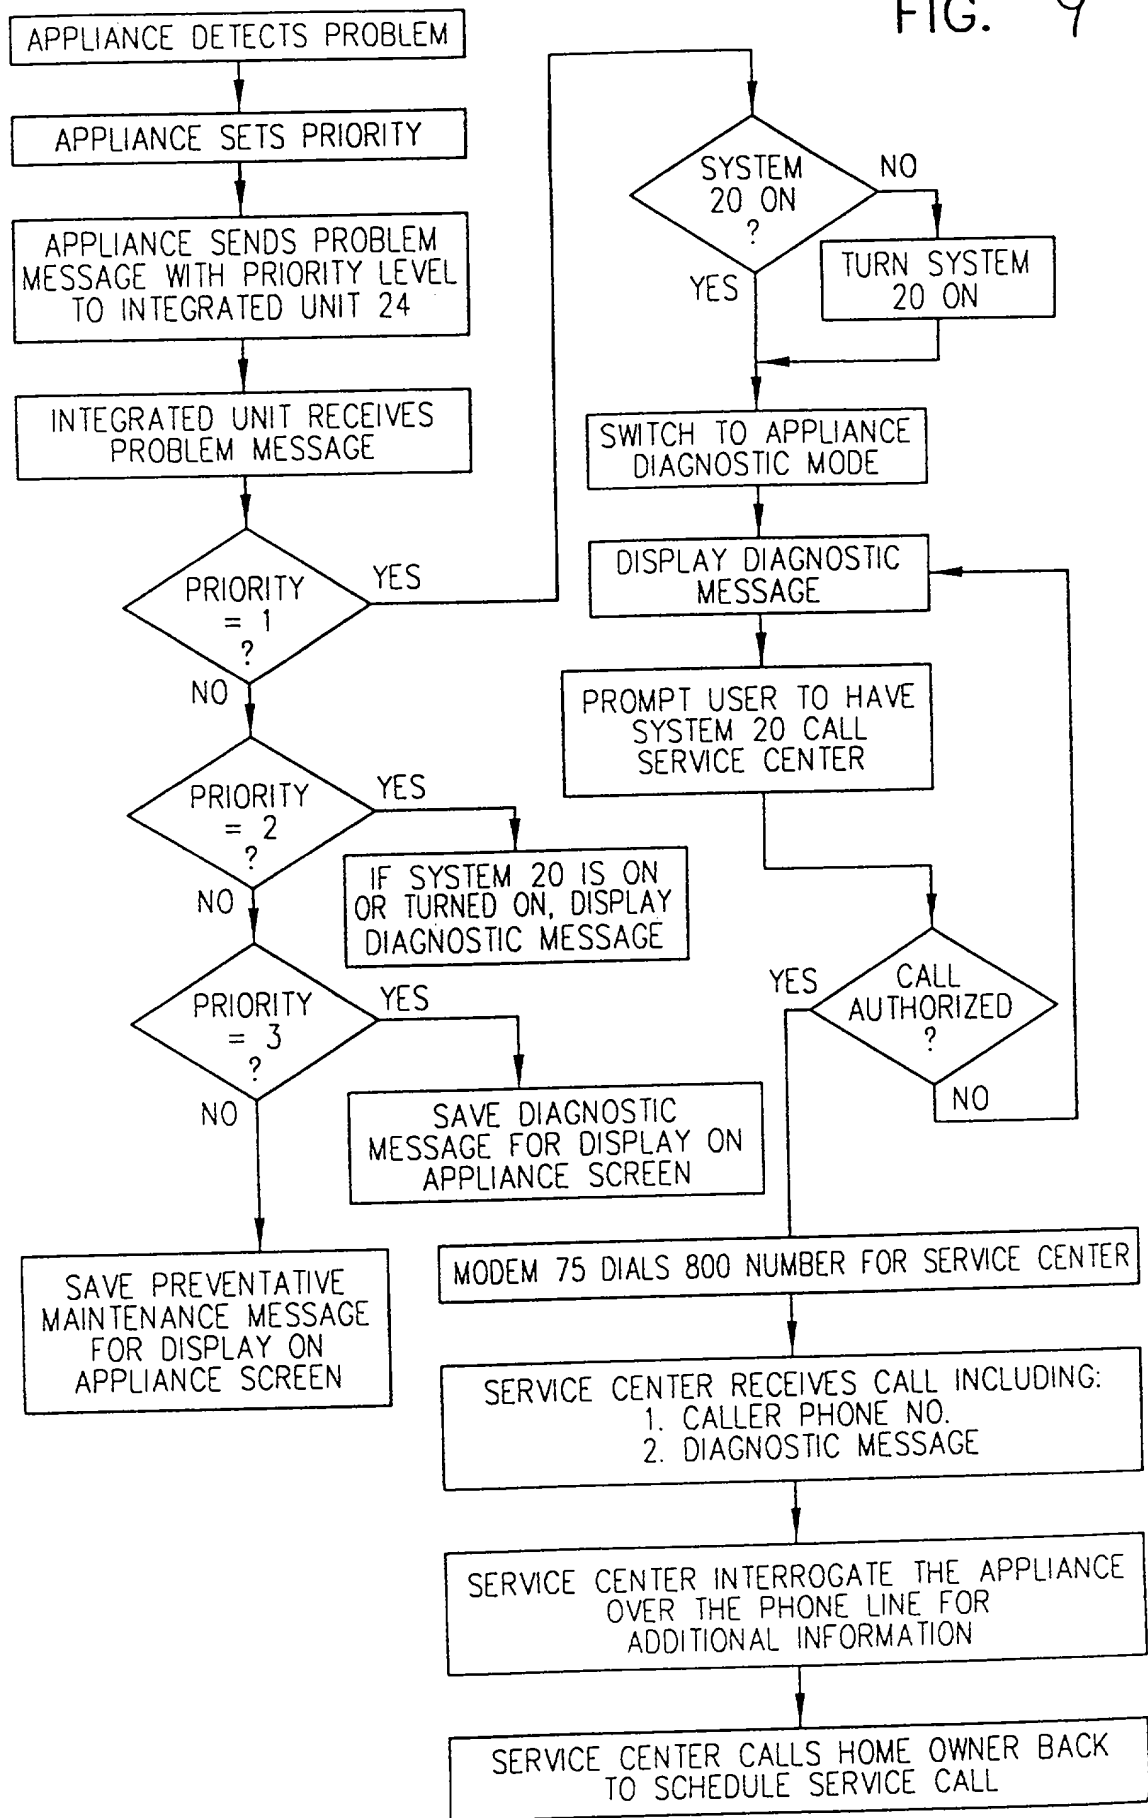 FIG. 9
APPLIANCE DETECTS PROBLEM
APPLIANCE SETS PRIORITY
APPLIANCE SENDS PROBLEM
MESSAGE WITH PRIORITY LEVEL
TO INTEGRATED UNIT 24
INTEGRATED UNIT RECEIVES
PROBLEM MESSAGE
PRIORITY
= 1
?
YES
NO
PRIORITY
= 2
?
YES
NO
IF SYSTEM 20 IS ON
OR TURNED ON, DISPLAY
DIAGNOSTIC MESSAGE
PRIORITY
= 3
?
YES
NO
SAVE DIAGNOSTIC
MESSAGE FOR DISPLAY ON
APPLIANCE SCREEN
SAVE PREVENTATIVE
MAINTENANCE MESSAGE
FOR DISPLAY ON
APPLIANCE SCREEN
SYSTEM
20 ON
?
NO
YES
TURN SYSTEM
20 ON
SWITCH TO APPLIANCE
DIAGNOSTIC MODE
DISPLAY DIAGNOSTIC
MESSAGE
PROMPT USER TO HAVE
SYSTEM 20 CALL
SERVICE CENTER
CALL
AUTHORIZED
?
YES
NO
MODEM 75 DIALS 800 NUMBER FOR SERVICE CENTER
SERVICE CENTER RECEIVES CALL INCLUDING:
1. CALLER PHONE NO.
2. DIAGNOSTIC MESSAGE
SERVICE CENTER INTERROGATE THE APPLIANCE
OVER THE PHONE LINE FOR
ADDITIONAL INFORMATION
SERVICE CENTER CALLS HOME OWNER BACK
TO SCHEDULE SERVICE CALL